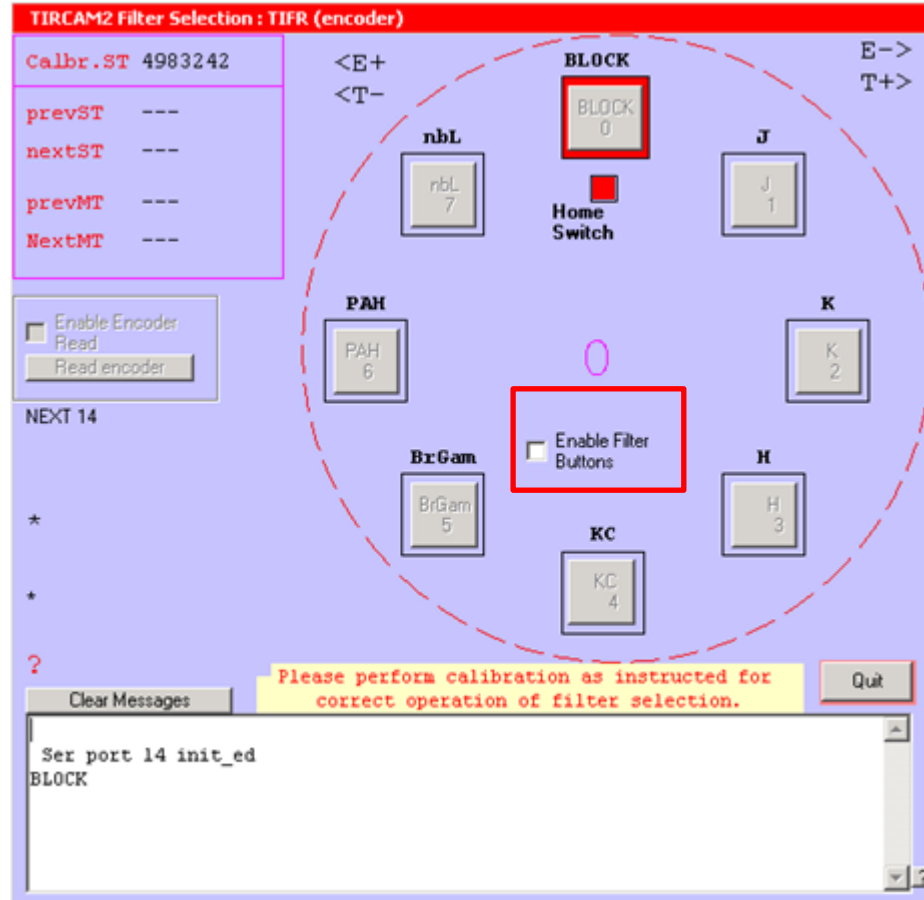 TIRCAM2 Filter Selection : TIFR (encoder)
Calbr.ST 4983242
prevST ---
nextST ---
prevMT ---
NextMT ---
<E+
<T-
E->
T+>
BLOCK
BLOCK
0
Home
Switch
nbL
nbL
7
J
J
1
PAH
PAH
6
K
K
2
0
Enable Encoder
Read
Read encoder
NEXT 14
Enable Filter
Buttons
BrGam
BrGam
5
H
H
3
KC
KC
4
*
*
?
Please perform calibration as instructed for
correct operation of filter selection.
Quit
Clear Messages
Ser port 14 init_ed
BLOCK
?